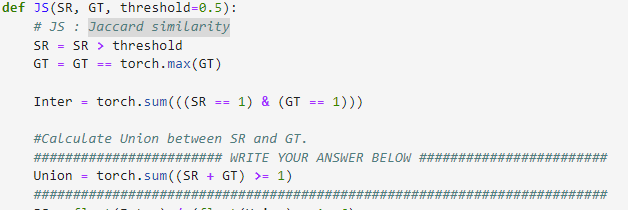 def JS(SR, GT, threshold=0.5):
# JS : Jaccard similarity
SR = SR > threshold
GT = GT == torch.max(GT)
Inter = torch.sum(((SR == 1) & (GT == 1)))
#Calculate Union between SR and GT.
######################## WRITE YOUR ANSWER BELOW ########################
Union = torch.sum((SR + GT) >= 1)
#########################################################################